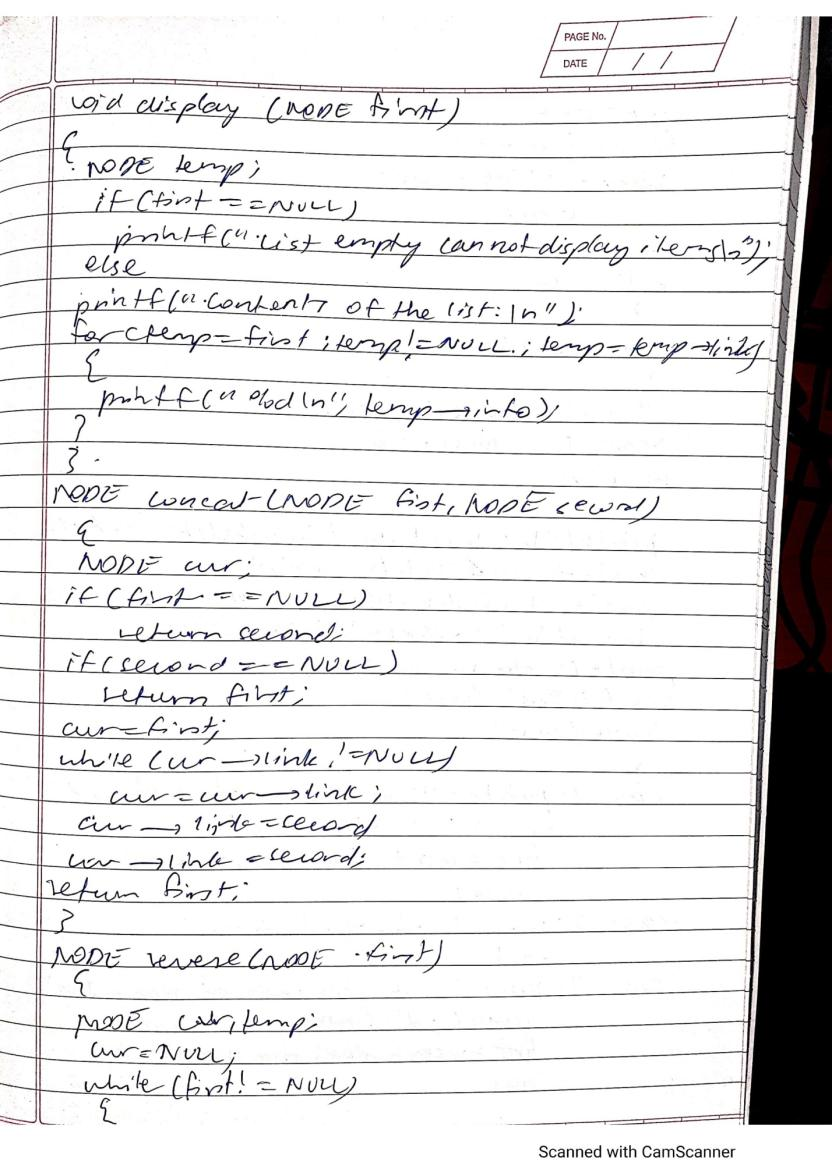 PAGE No.
DATE / /
void display (NODE first)
{
NODE temp;
if (first = = NULL)
printf("List empty cannot display items\n");
else
printf("Contents of the list:\n");
for(temp=first ; temp!=NULL ; temp=temp→link)
{
printf("%d\n", temp→info);
}
}
NODE concat(NODE fist, NODE second)
{
NODE cur;
if (first = = NULL)
return second;
if(second = = NULL)
return first;
cur=first;
while (cur→link !=NULL)
cur=cur→link ;
cur → link =second
cur →link =second;
return first;
}
NODE revese(NODE first)
{
NODE cur, temp;
cur=NULL;
while (first! = NULL)
{
Scanned with CamScanner